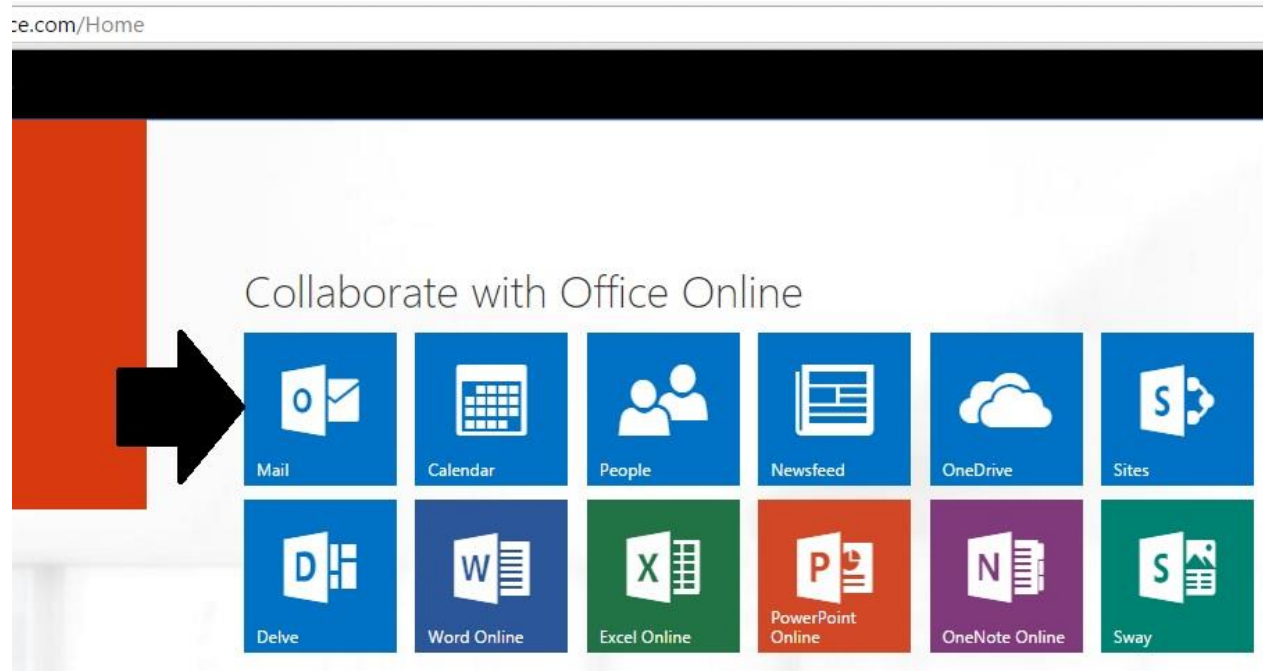 ce.com/Home
Collaborate with Office Online
O
Mail
Calendar
People
Newsfeed
OneDrive
S
Sites
D
Delve
W
Word Online
X
Excel Online
P
PowerPoint
Online
N
OneNote Online
S
Sway